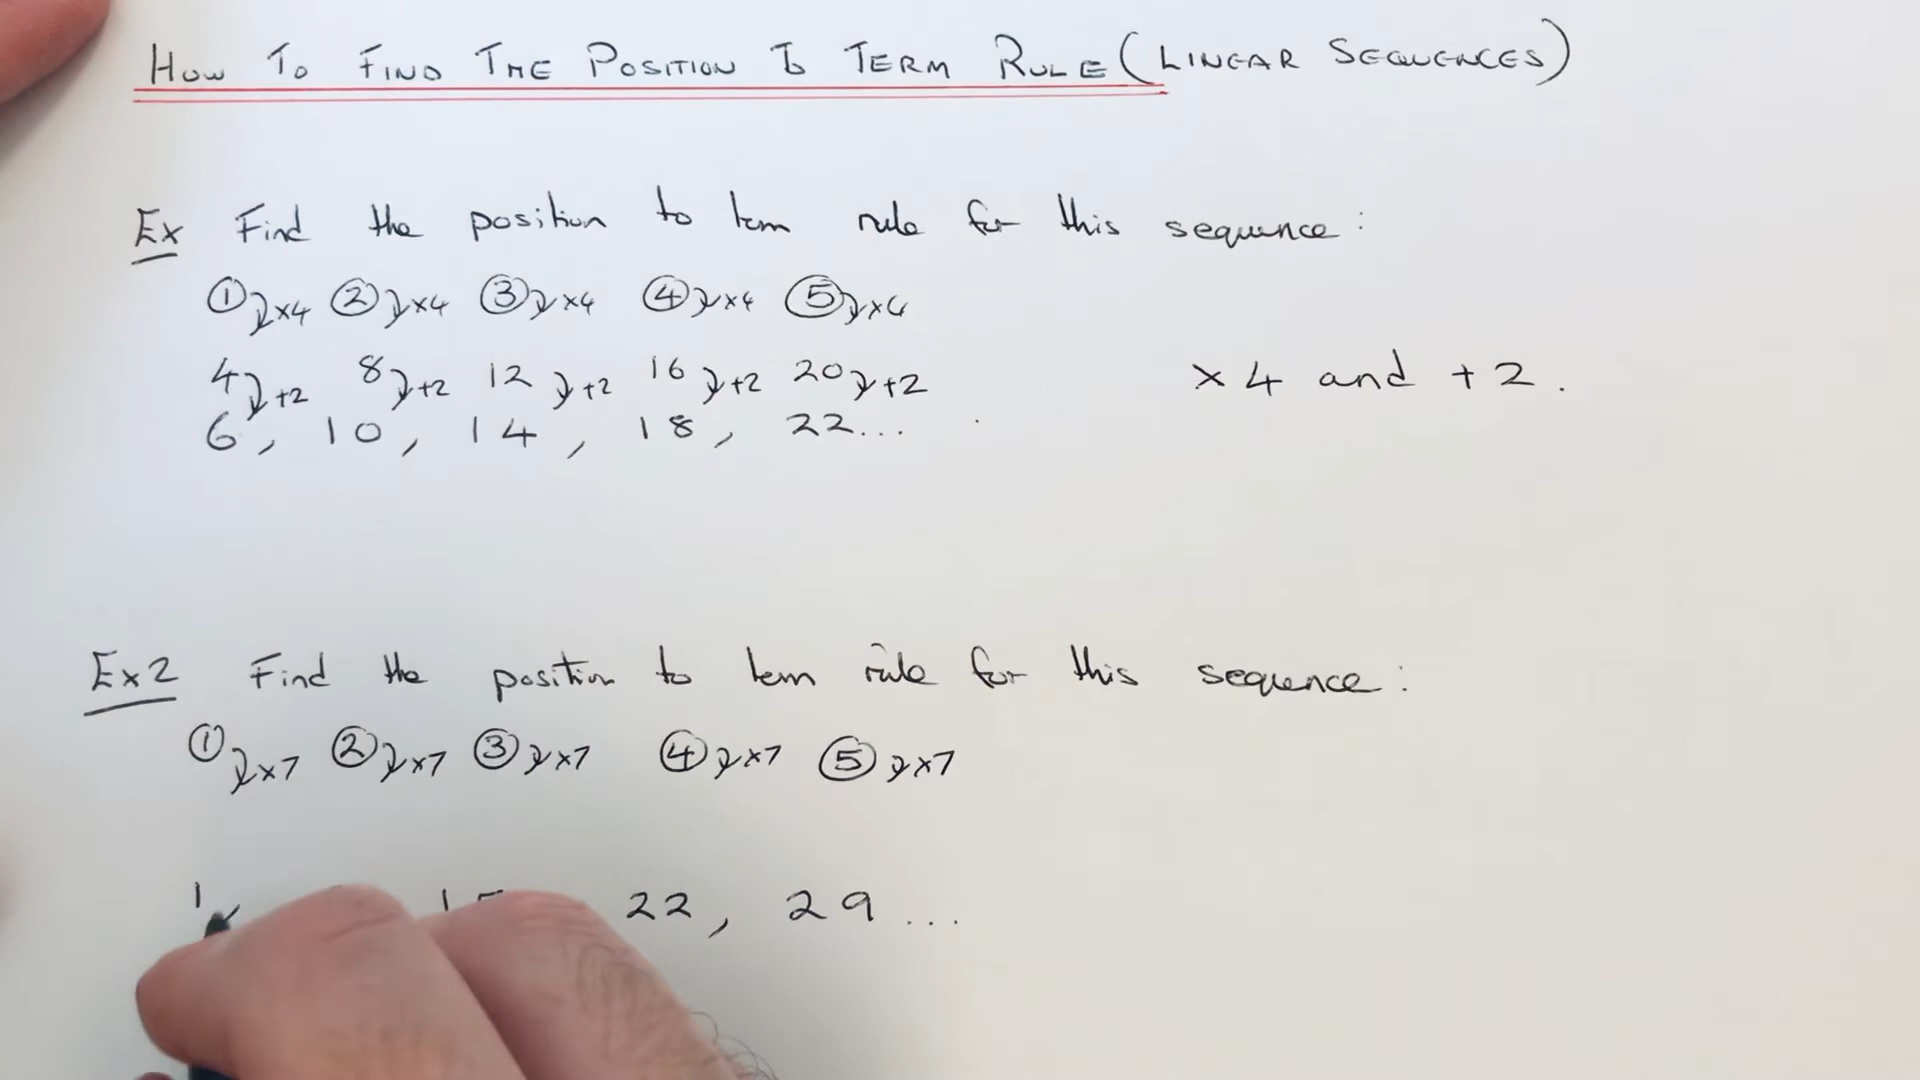 HOW TO FIND THE POSITION TO TERM RULE (LINEAR SEQUENCES)
Ex Find the position to term rule for this sequence:
① ×4 ② ×4 ③ ×4 ④ ×4 ⑤ ×4
4 +2 8 +2 12 +2 16 +2 20 +2
×4 and +2.
6, 10, 14, 18, 22...
Ex2 Find the position to term rule for this sequence:
① ×7 ② ×7 ③ ×7 ④ ×7 ⑤ ×7
22, 29...